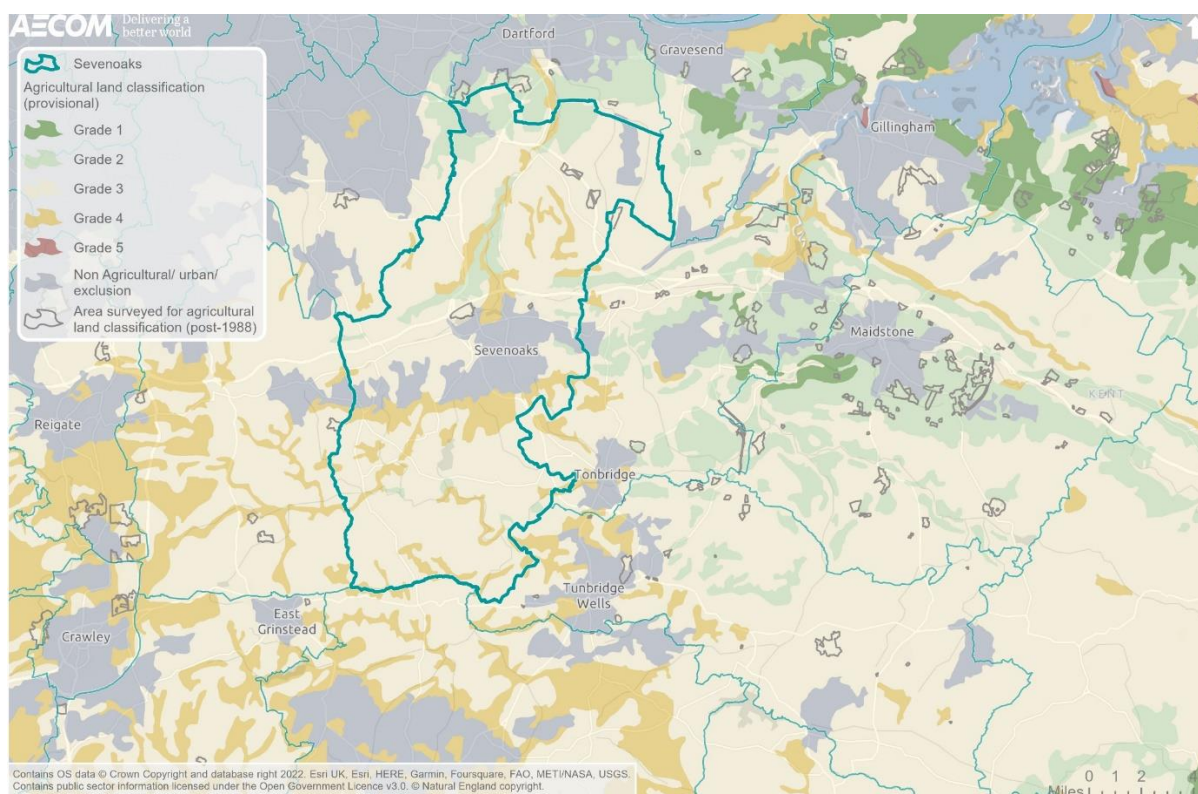 AECOM Delivering a
better world
Sevenoaks
Agricultural land classification
(provisional)
Grade 1
Grade 2
Grade 3
Grade 4
Grade 5
Non Agricultural/ urban/
exclusion
Area surveyed for agricultural
land classification (post-1988)
Dartford
Gravesend
Gillingham
Maidstone
Sevenoaks
KENT
Reigate
Tonbridge
Tunbridge
Wells
East
Grinstead
Crawley
Contains OS data © Crown Copyright and database right 2022. Esri UK, Esri, HERE, Garmin, Foursquare, FAO, METI/NASA, USGS.
Contains public sector information licensed under the Open Government Licence v3.0. © Natural England copyright.
0 1 2 4
Miles